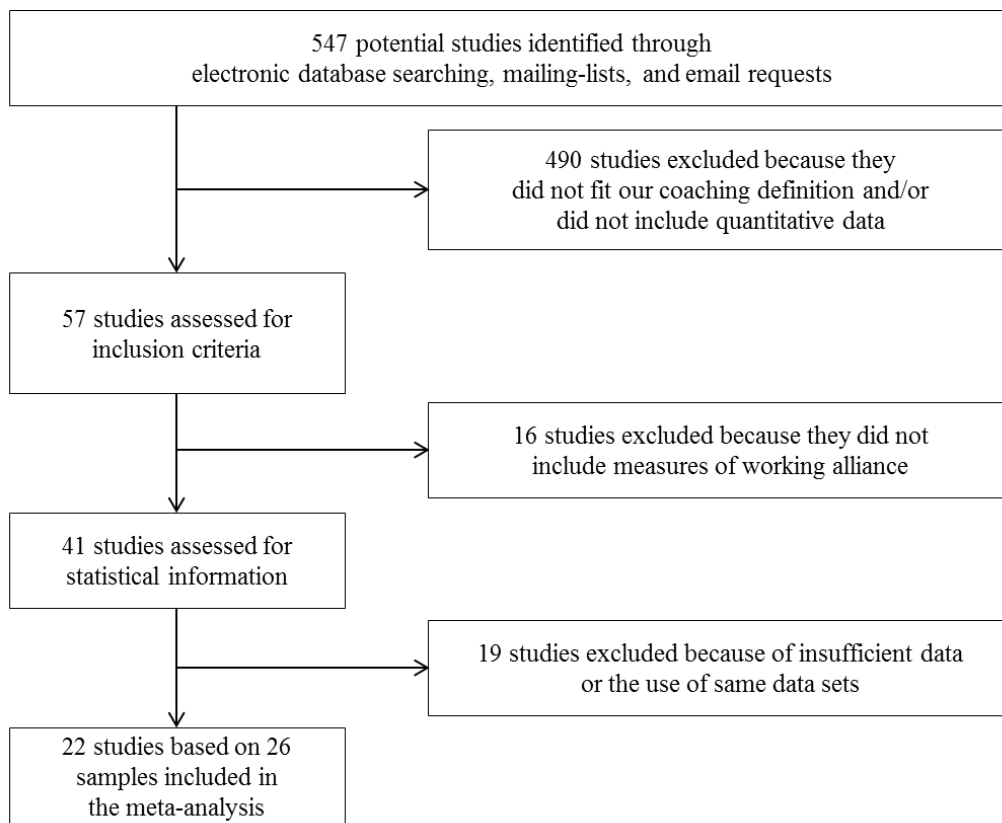 547 potential studies identified through
electronic database searching, mailing-lists, and email requests
490 studies excluded because they
did not fit our coaching definition and/or
did not include quantitative data
57 studies assessed for
inclusion criteria
16 studies excluded because they did not
include measures of working alliance
41 studies assessed for
statistical information
19 studies excluded because of insufficient data
or the use of same data sets
22 studies based on 26
samples included in
the meta-analysis